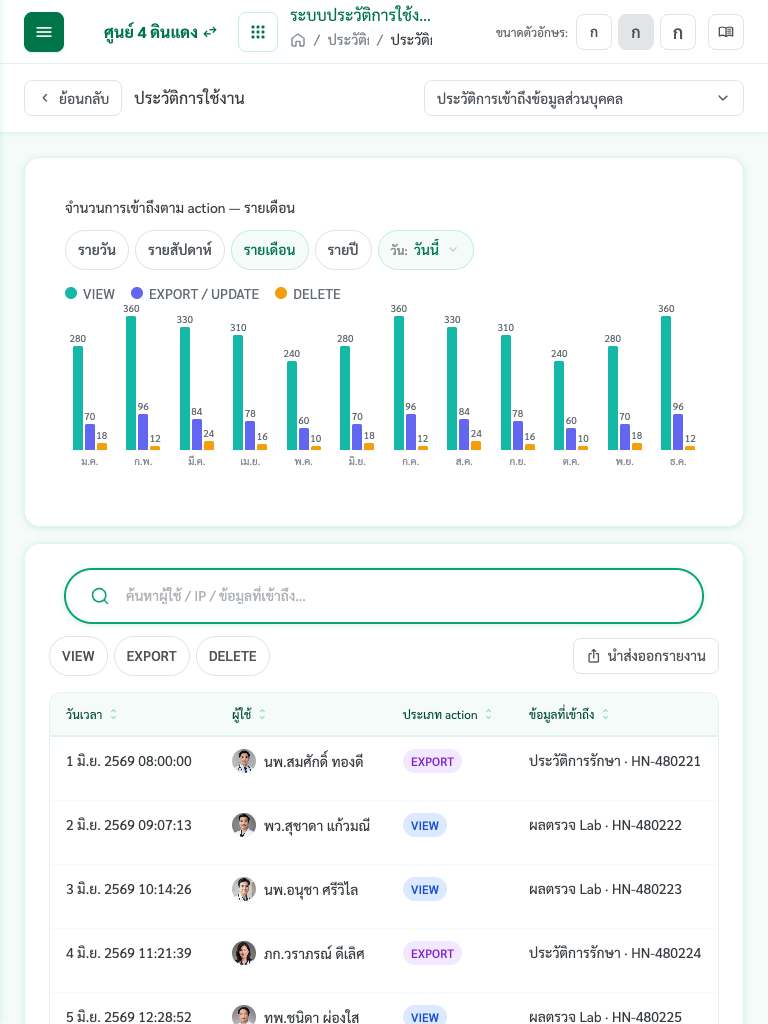 ศูนย์ 4 ดินแดง
ระบบประวัติการใช้ง...
/ ประวัติ / ประวัติ
ขนาดตัวอักษร: ก ก ก
ย้อนกลับ ประวัติการใช้งาน
ประวัติการเข้าถึงข้อมูลส่วนบุคคล
จำนวนการเข้าถึงตาม action — รายเดือน
รายวัน รายสัปดาห์ รายเดือน รายปี วัน: วันนี้
VIEW EXPORT / UPDATE DELETE
280 360 330 310 240 280 360 330 310 240 280 360
70 96 84 78 60 70 96 84 78 60 70 96
18 12 24 16 10 18 12 24 16 10 18 12
ม.ค. ก.พ. มี.ค. เม.ย. พ.ค. มิ.ย. ก.ค. ส.ค. ก.ย. ต.ค. พ.ย. ธ.ค.
ค้นหาผู้ใช้ / IP / ข้อมูลที่เข้าถึง...
VIEW EXPORT DELETE นำส่งออกรายงาน
วันเวลา ผู้ใช้ ประเภท action ข้อมูลที่เข้าถึง
1 มิ.ย. 2569 08:00:00 นพ.สมศักดิ์ ทองดี EXPORT ประวัติการรักษา · HN-480221
2 มิ.ย. 2569 09:07:13 พว.สุชาดา แก้วมณี VIEW ผลตรวจ Lab · HN-480222
3 มิ.ย. 2569 10:14:26 นพ.อนุชา ศรีวิไล VIEW ผลตรวจ Lab · HN-480223
4 มิ.ย. 2569 11:21:39 ภก.วราภรณ์ ดีเลิศ EXPORT ประวัติการรักษา · HN-480224
5 มิ.ย. 2569 12:28:52 ทพ.ชนิดา ผ่องใส VIEW ผลตรวจ Lab · HN-480225